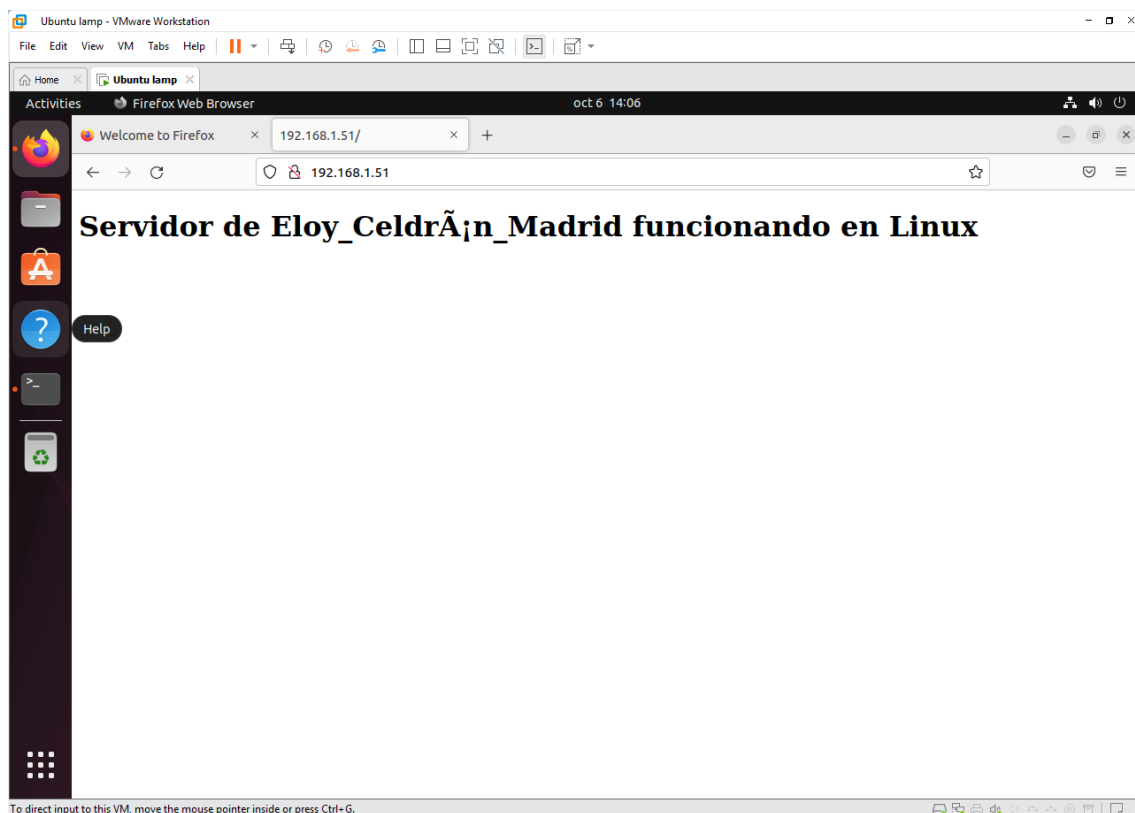 Ubuntu lamp - VMware Workstation
File Edit View VM Tabs Help
Home Ubuntu lamp
Activities Firefox Web Browser oct 6 14:06
Welcome to Firefox 192.168.1.51/
192.168.1.51
Servidor de Eloy_CeldrÃ¡n_Madrid funcionando en Linux
Help
To direct input to this VM, move the mouse pointer inside or press Ctrl+G.